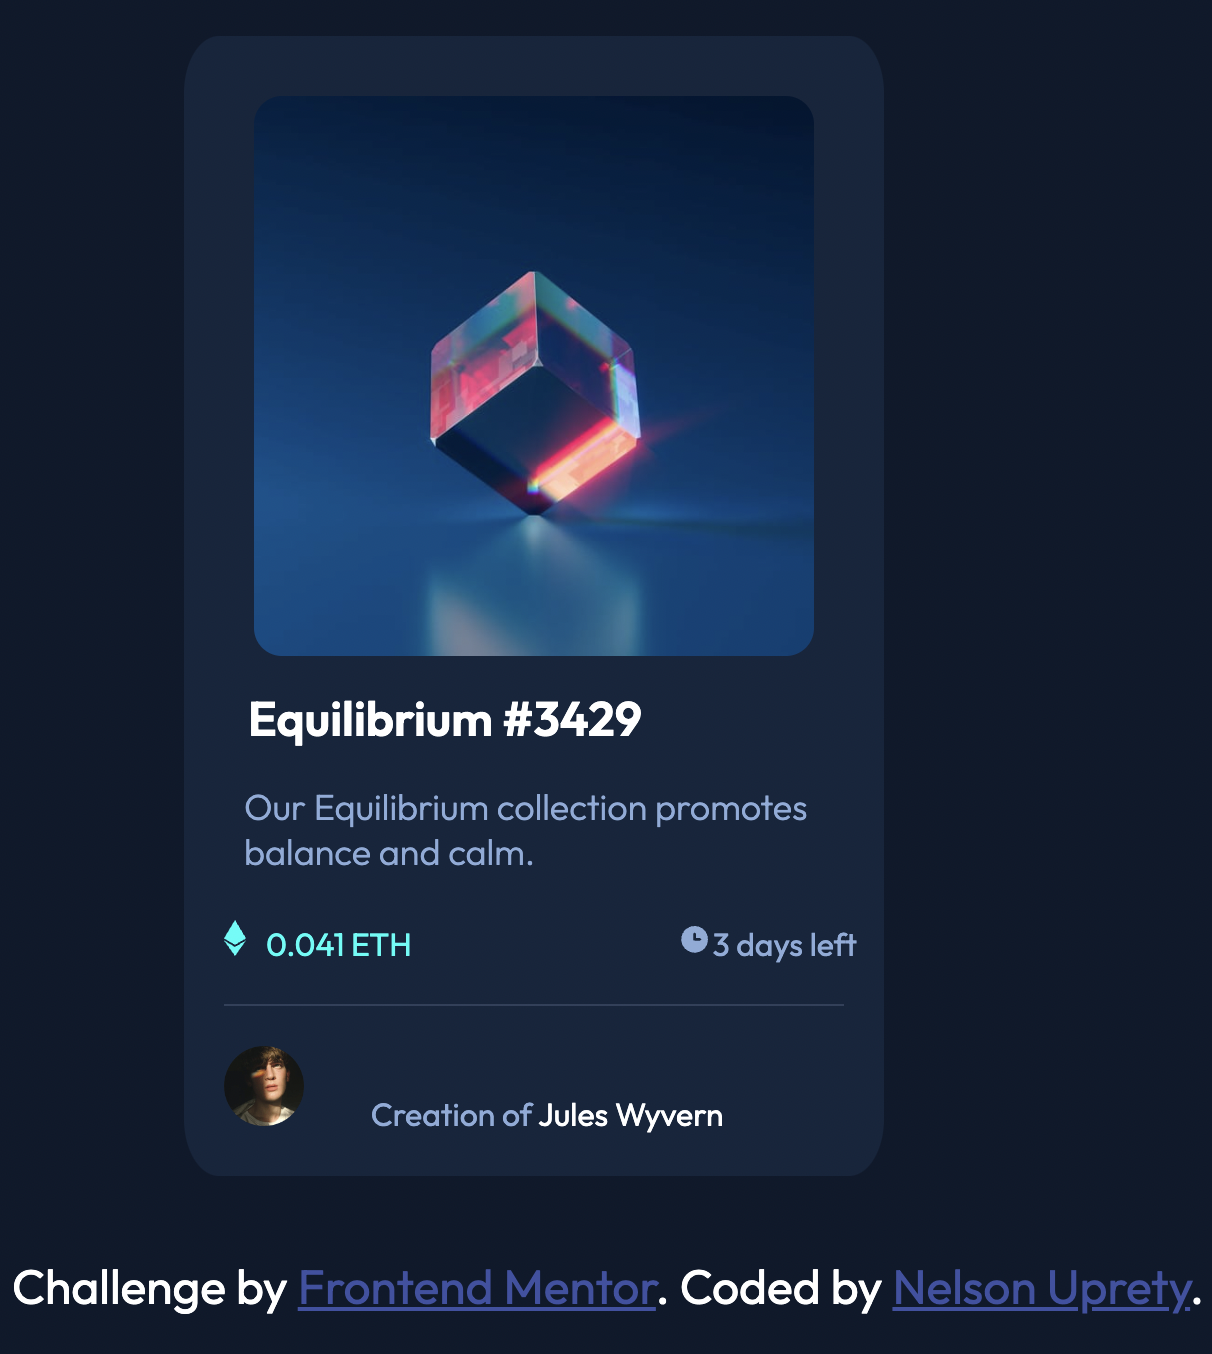 Equilibrium #3429
Our Equilibrium collection promotes
balance and calm.
0.041 ETH 3 days left
Creation of Jules Wyvern
Challenge by Frontend Mentor. Coded by Nelson Uprety.